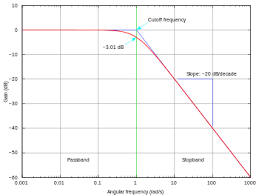 10
Cutoff frequency
0
−3.01 dB
-10
Slope: −20 dB/decade
-20
Gain (dB)
-30
-40
-50
Passband
Stopband
-60
0.001
0.01
0.1
1
10
100
1000
Angular frequency (rad/s)